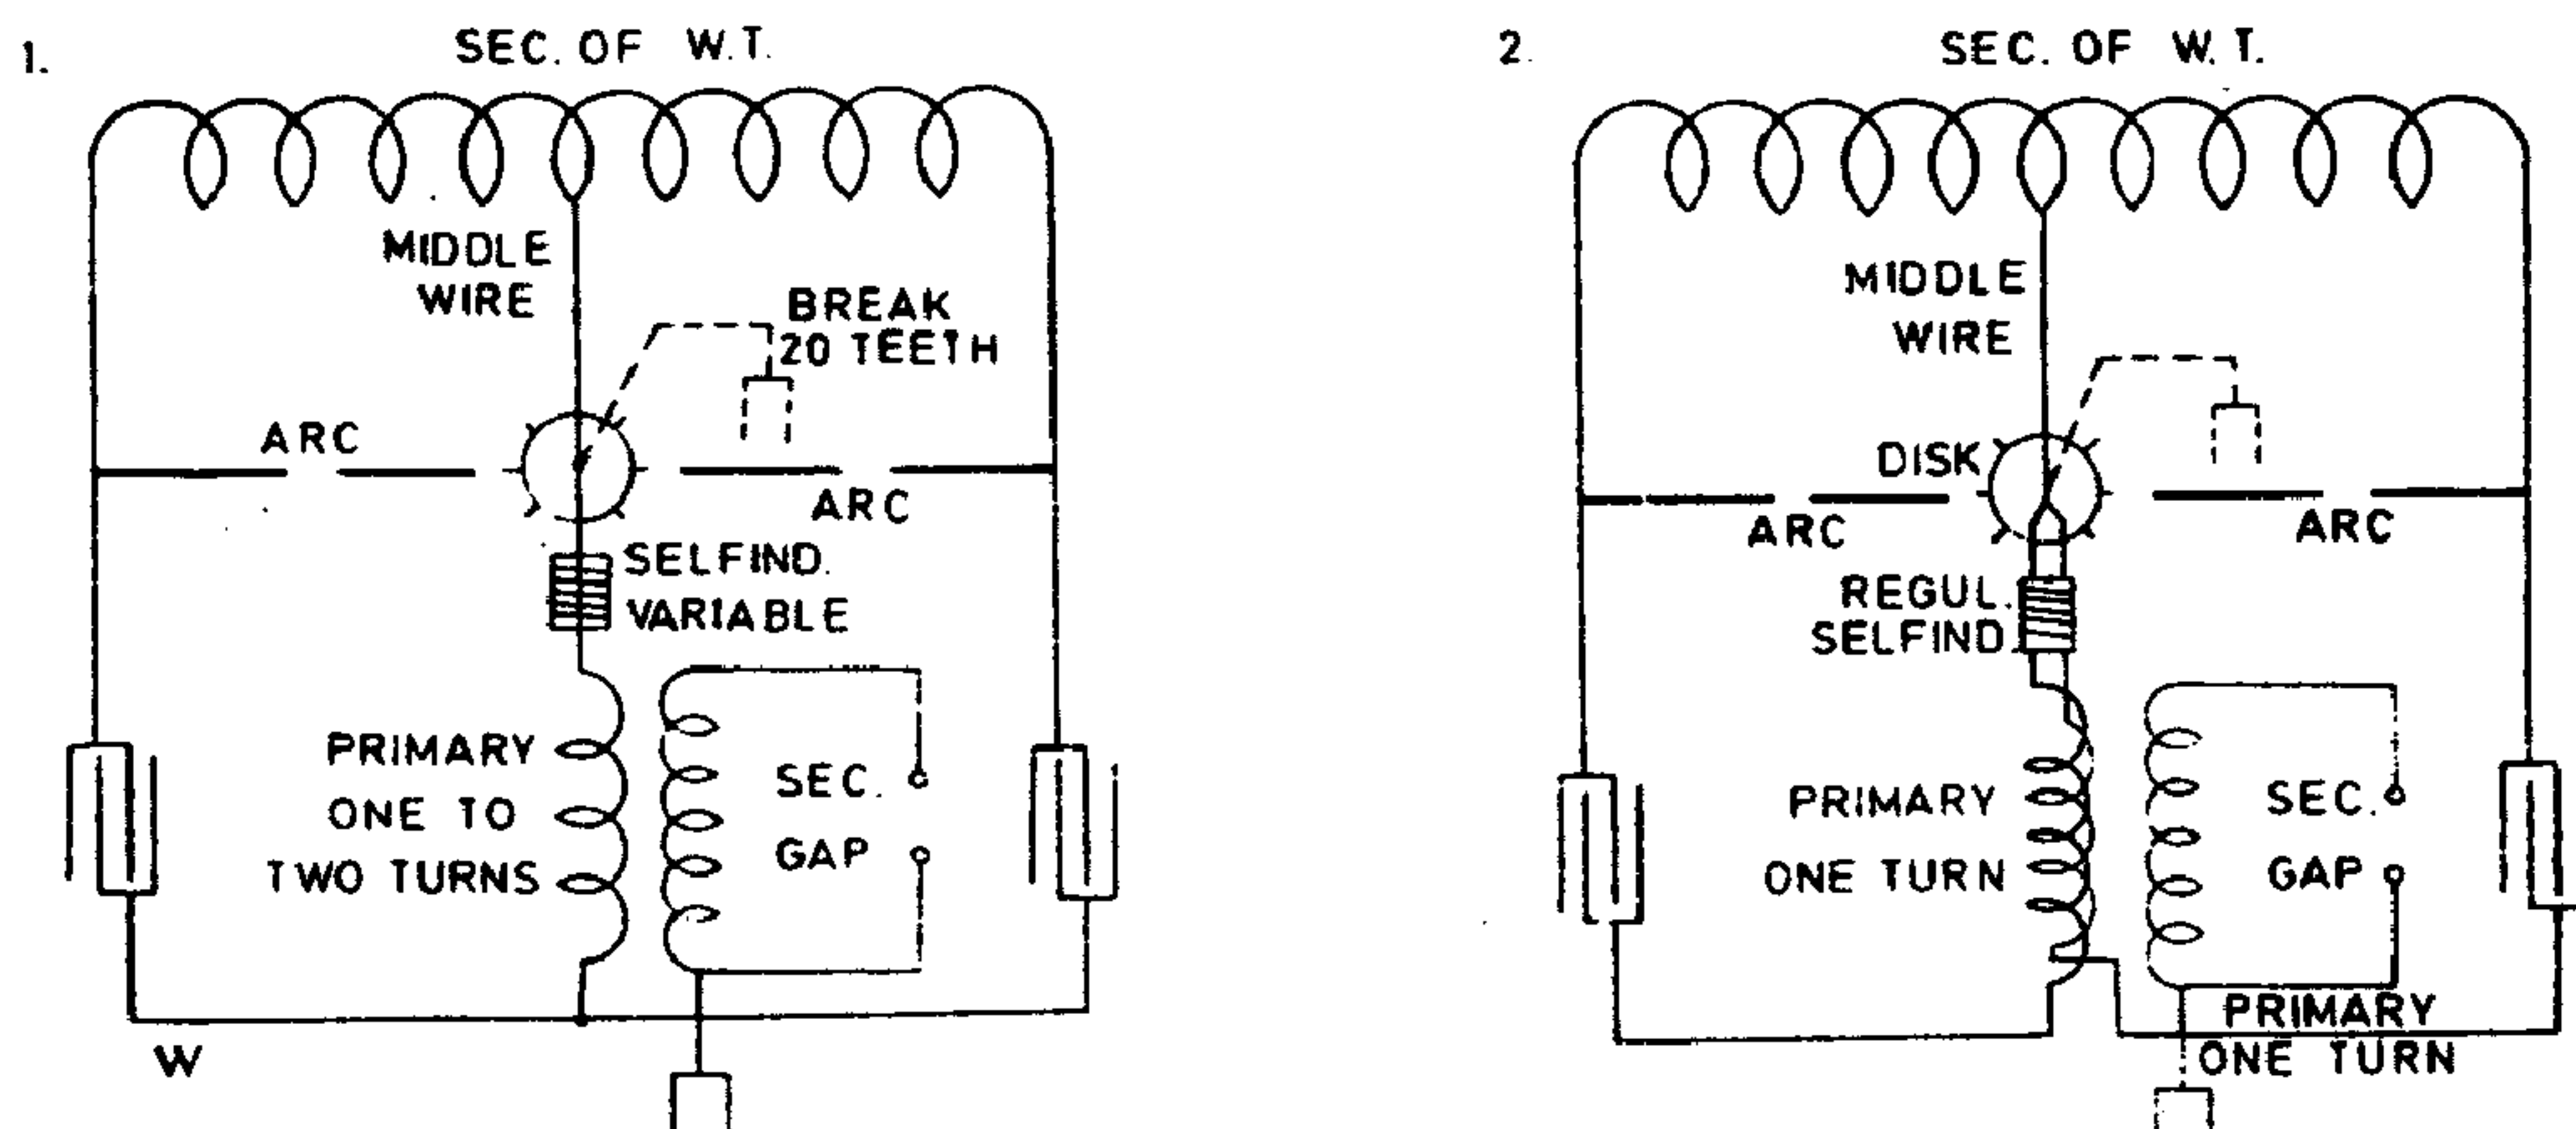 1.
SEC. OF W.T.
MIDDLE
WIRE
BREAK
20 TEETH
ARC
ARC
SELFIND.
VARIABLE
PRIMARY
ONE TO
TWO TURNS
SEC.
GAP
W
2.
SEC. OF W.T.
MIDDLE
WIRE
DISK
ARC
ARC
REGUL.
SELFIND.
PRIMARY
ONE TURN
SEC.
GAP
PRIMARY
ONE TURN